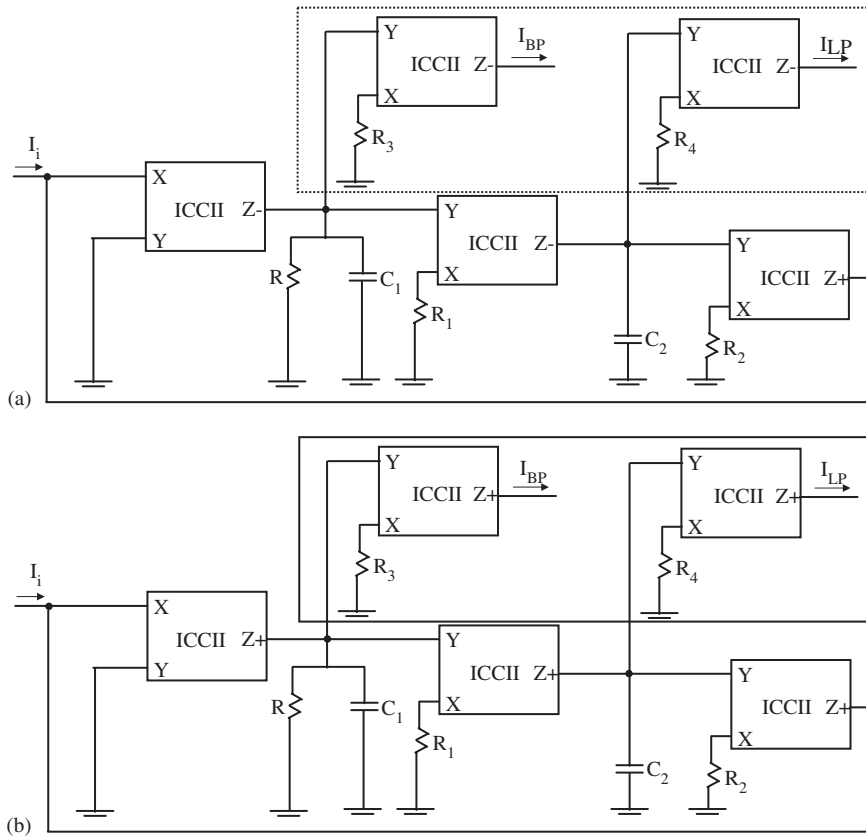 Y ICCII Z- X I_BP
R_3
Y ICCII Z- X I_LP
R_4
I_i
X ICCII Z- Y
R C_1
Y ICCII Z- X
R_1
C_2
Y ICCII Z+ X
R_2
(a)
Y ICCII Z+ X I_BP
R_3
Y ICCII Z+ X I_LP
R_4
I_i
X ICCII Z+ Y
R C_1
Y ICCII Z+ X
R_1
C_2
Y ICCII Z+ X
R_2
(b)